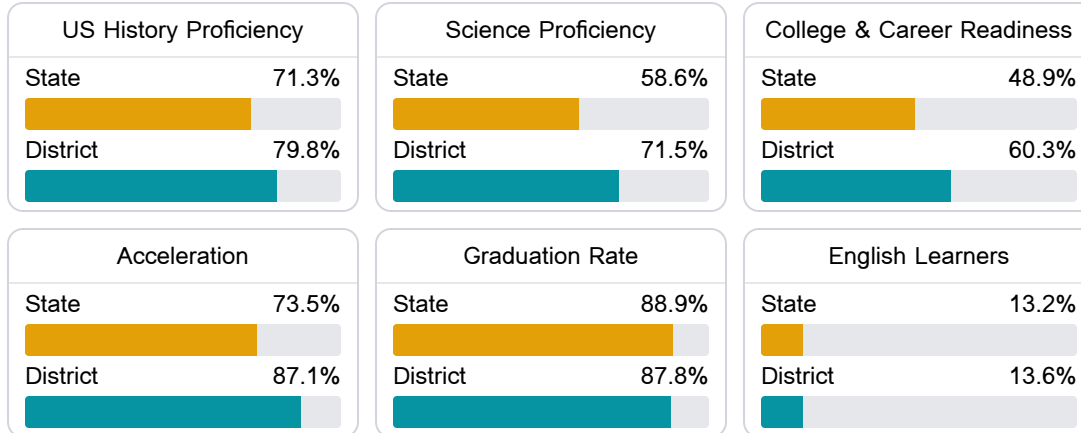 US History Proficiency
State 71.3%
District 79.8%
Science Proficiency
State 58.6%
District 71.5%
College & Career Readiness
State 48.9%
District 60.3%
Acceleration
State 73.5%
District 87.1%
Graduation Rate
State 88.9%
District 87.8%
English Learners
State 13.2%
District 13.6%